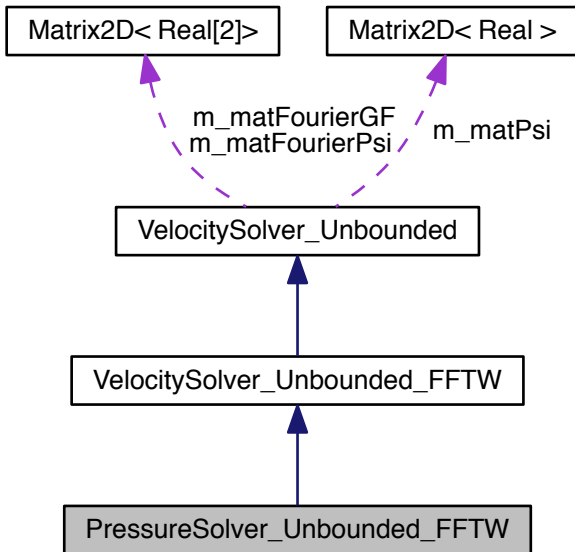 Matrix2D< Real[2]>
Matrix2D< Real >
m_matFourierGF
m_matFourierPsi
m_matPsi
VelocitySolver_Unbounded
VelocitySolver_Unbounded_FFTW
PressureSolver_Unbounded_FFTW